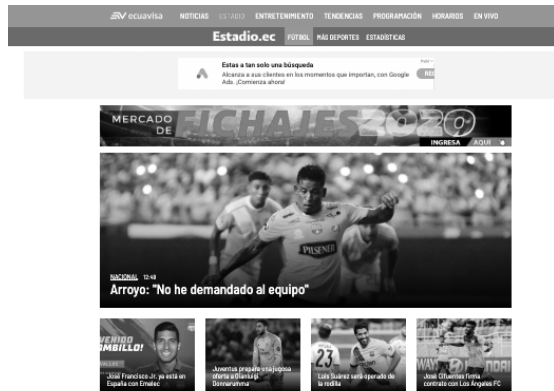 ecuavisa NOTICIAS ESTADIO ENTRETENIMIENTO TENDENCIAS PROGRAMACIÓN HORARIOS EN VIVO
Estadio.ec FÚTBOL MÁS DEPORTES ESTADÍSTICAS
Estas a tan solo una búsqueda
Alcanza a sus clientes en los momentos que importan, con Google
Ads. ¡Comienza ahora!
MERCADO
DE
FICHAJES 2020
INGRESA AQUÍ
PILSENER
NACIONAL 12:49
Arroyo: "No he demandado al equipo"
José Francisco Jr. ya está en
España con Emelec
Juventus prepara una jugosa
oferta a Gianluigi
Donnarumma
23
Luis Suárez será operado de
la rodilla
José Cifuentes firma
contrato con Los Ángeles FC